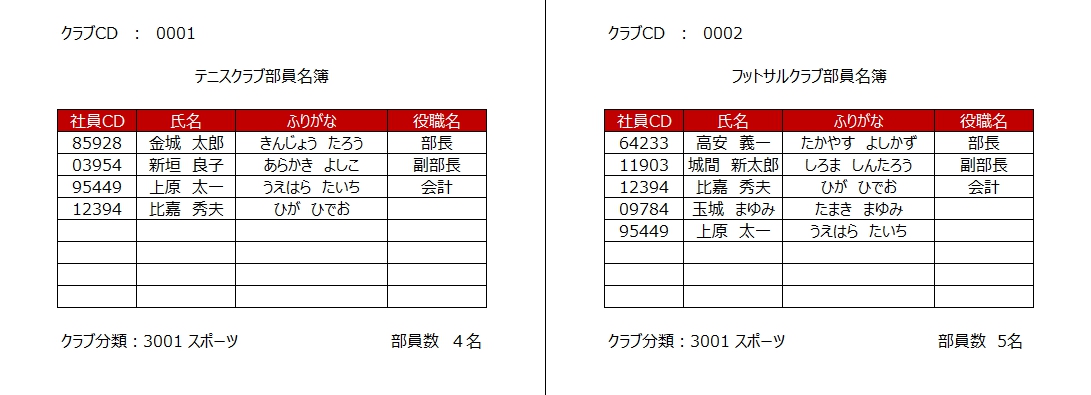 クラブCD　：　0001
テニスクラブ部員名簿
社員CD 氏名 ふりがな 役職名
85928 金城　太郎 きんじょう　たろう 部長
03954 新垣　良子 あらかき　よしこ 副部長
95449 上原　太一 うえはら　たいち 会計
12394 比嘉　秀夫 ひが　ひでお
クラブ分類：3001 スポーツ 部員数　４名
クラブCD　：　0002
フットサルクラブ部員名簿
社員CD 氏名 ふりがな 役職名
64233 高安　義一 たかやす　よしかず 部長
11903 城間　新太郎 しろま　しんたろう 副部長
12394 比嘉　秀夫 ひが　ひでお 会計
09784 玉城　まゆみ たまき　まゆみ
95449 上原　太一 うえはら　たいち
クラブ分類：3001 スポーツ 部員数　5名